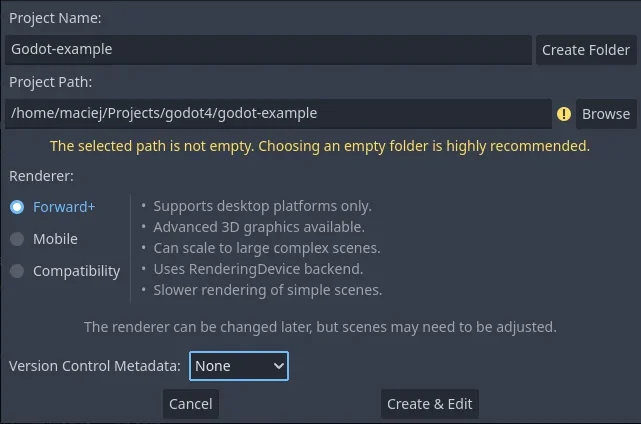 Project Name:
Godot-example
Create Folder
Project Path:
/home/maciej/Projects/godot4/godot-example
!
Browse
The selected path is not empty. Choosing an empty folder is highly recommended.
Renderer:
Forward+
Mobile
Compatibility
• Supports desktop platforms only.
• Advanced 3D graphics available.
• Can scale to large complex scenes.
• Uses RenderingDevice backend.
• Slower rendering of simple scenes.
The renderer can be changed later, but scenes may need to be adjusted.
Version Control Metadata:
None
Cancel
Create & Edit